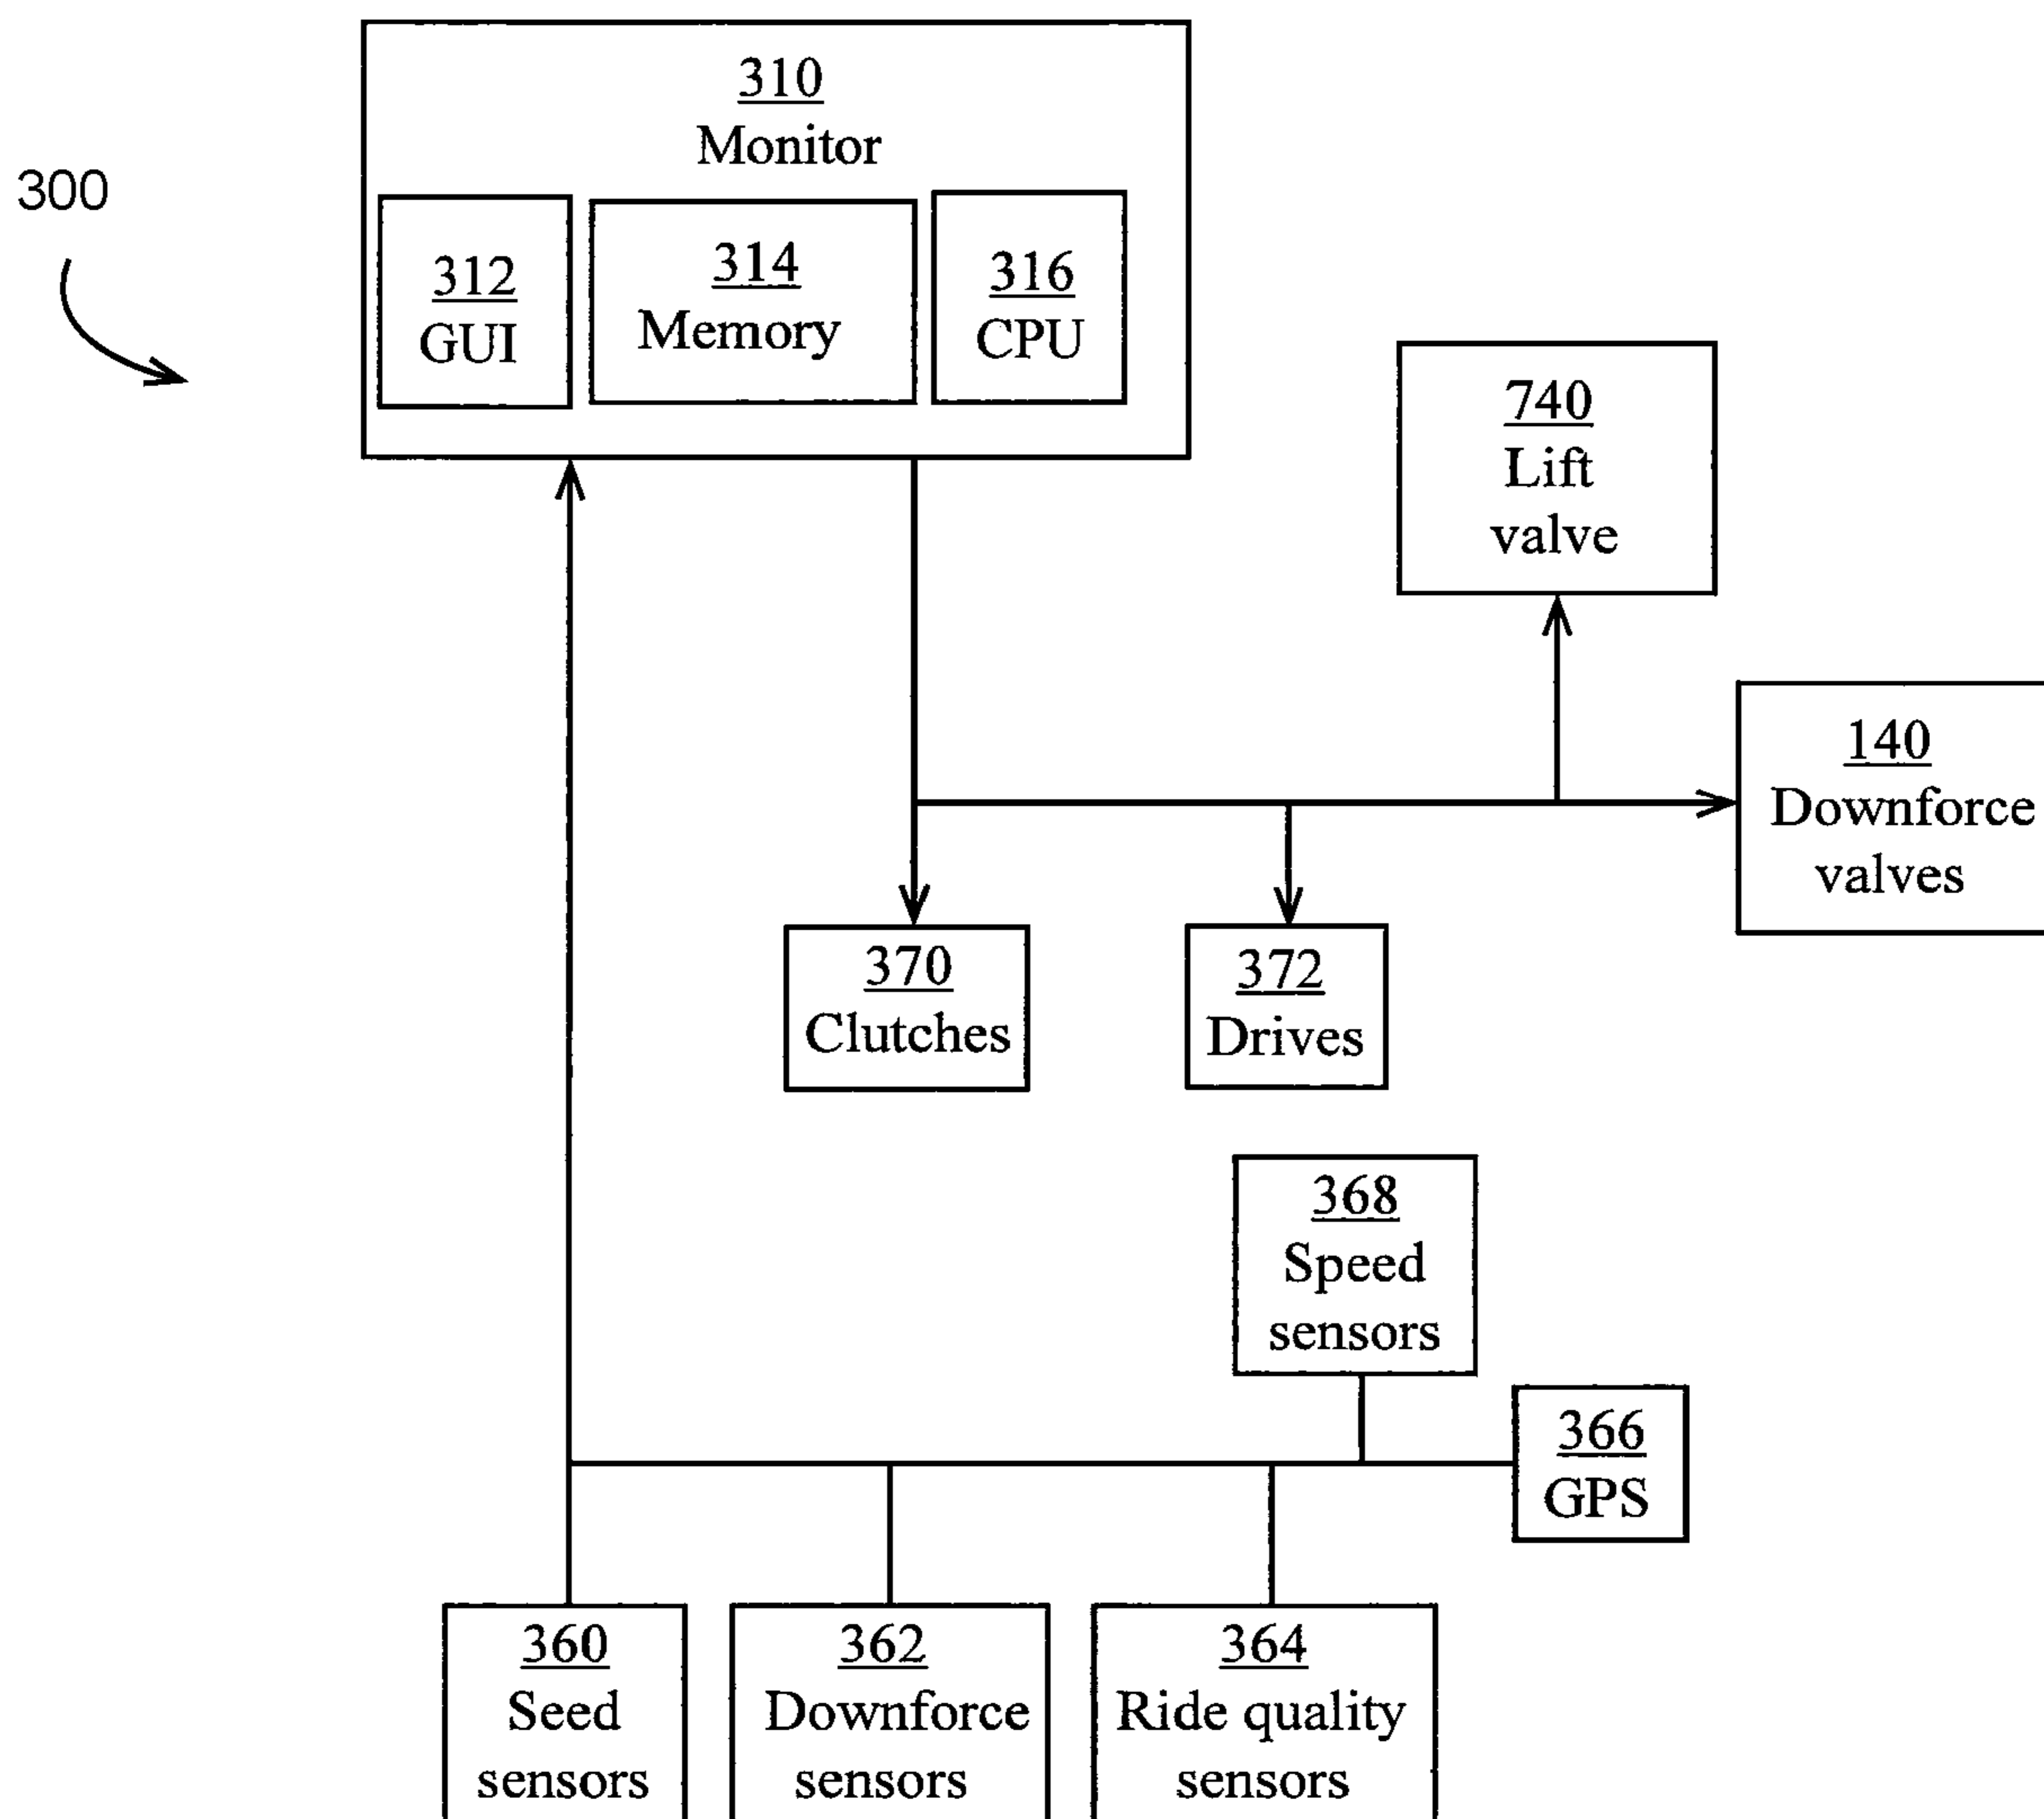 310
Monitor
300
312
GUI
314
Memory
316
CPU
740
Lift
valve
140
Downforce
valves
370
Clutches
372
Drives
368
Speed
sensors
366
GPS
360
Seed
sensors
362
Downforce
sensors
364
Ride quality
sensors